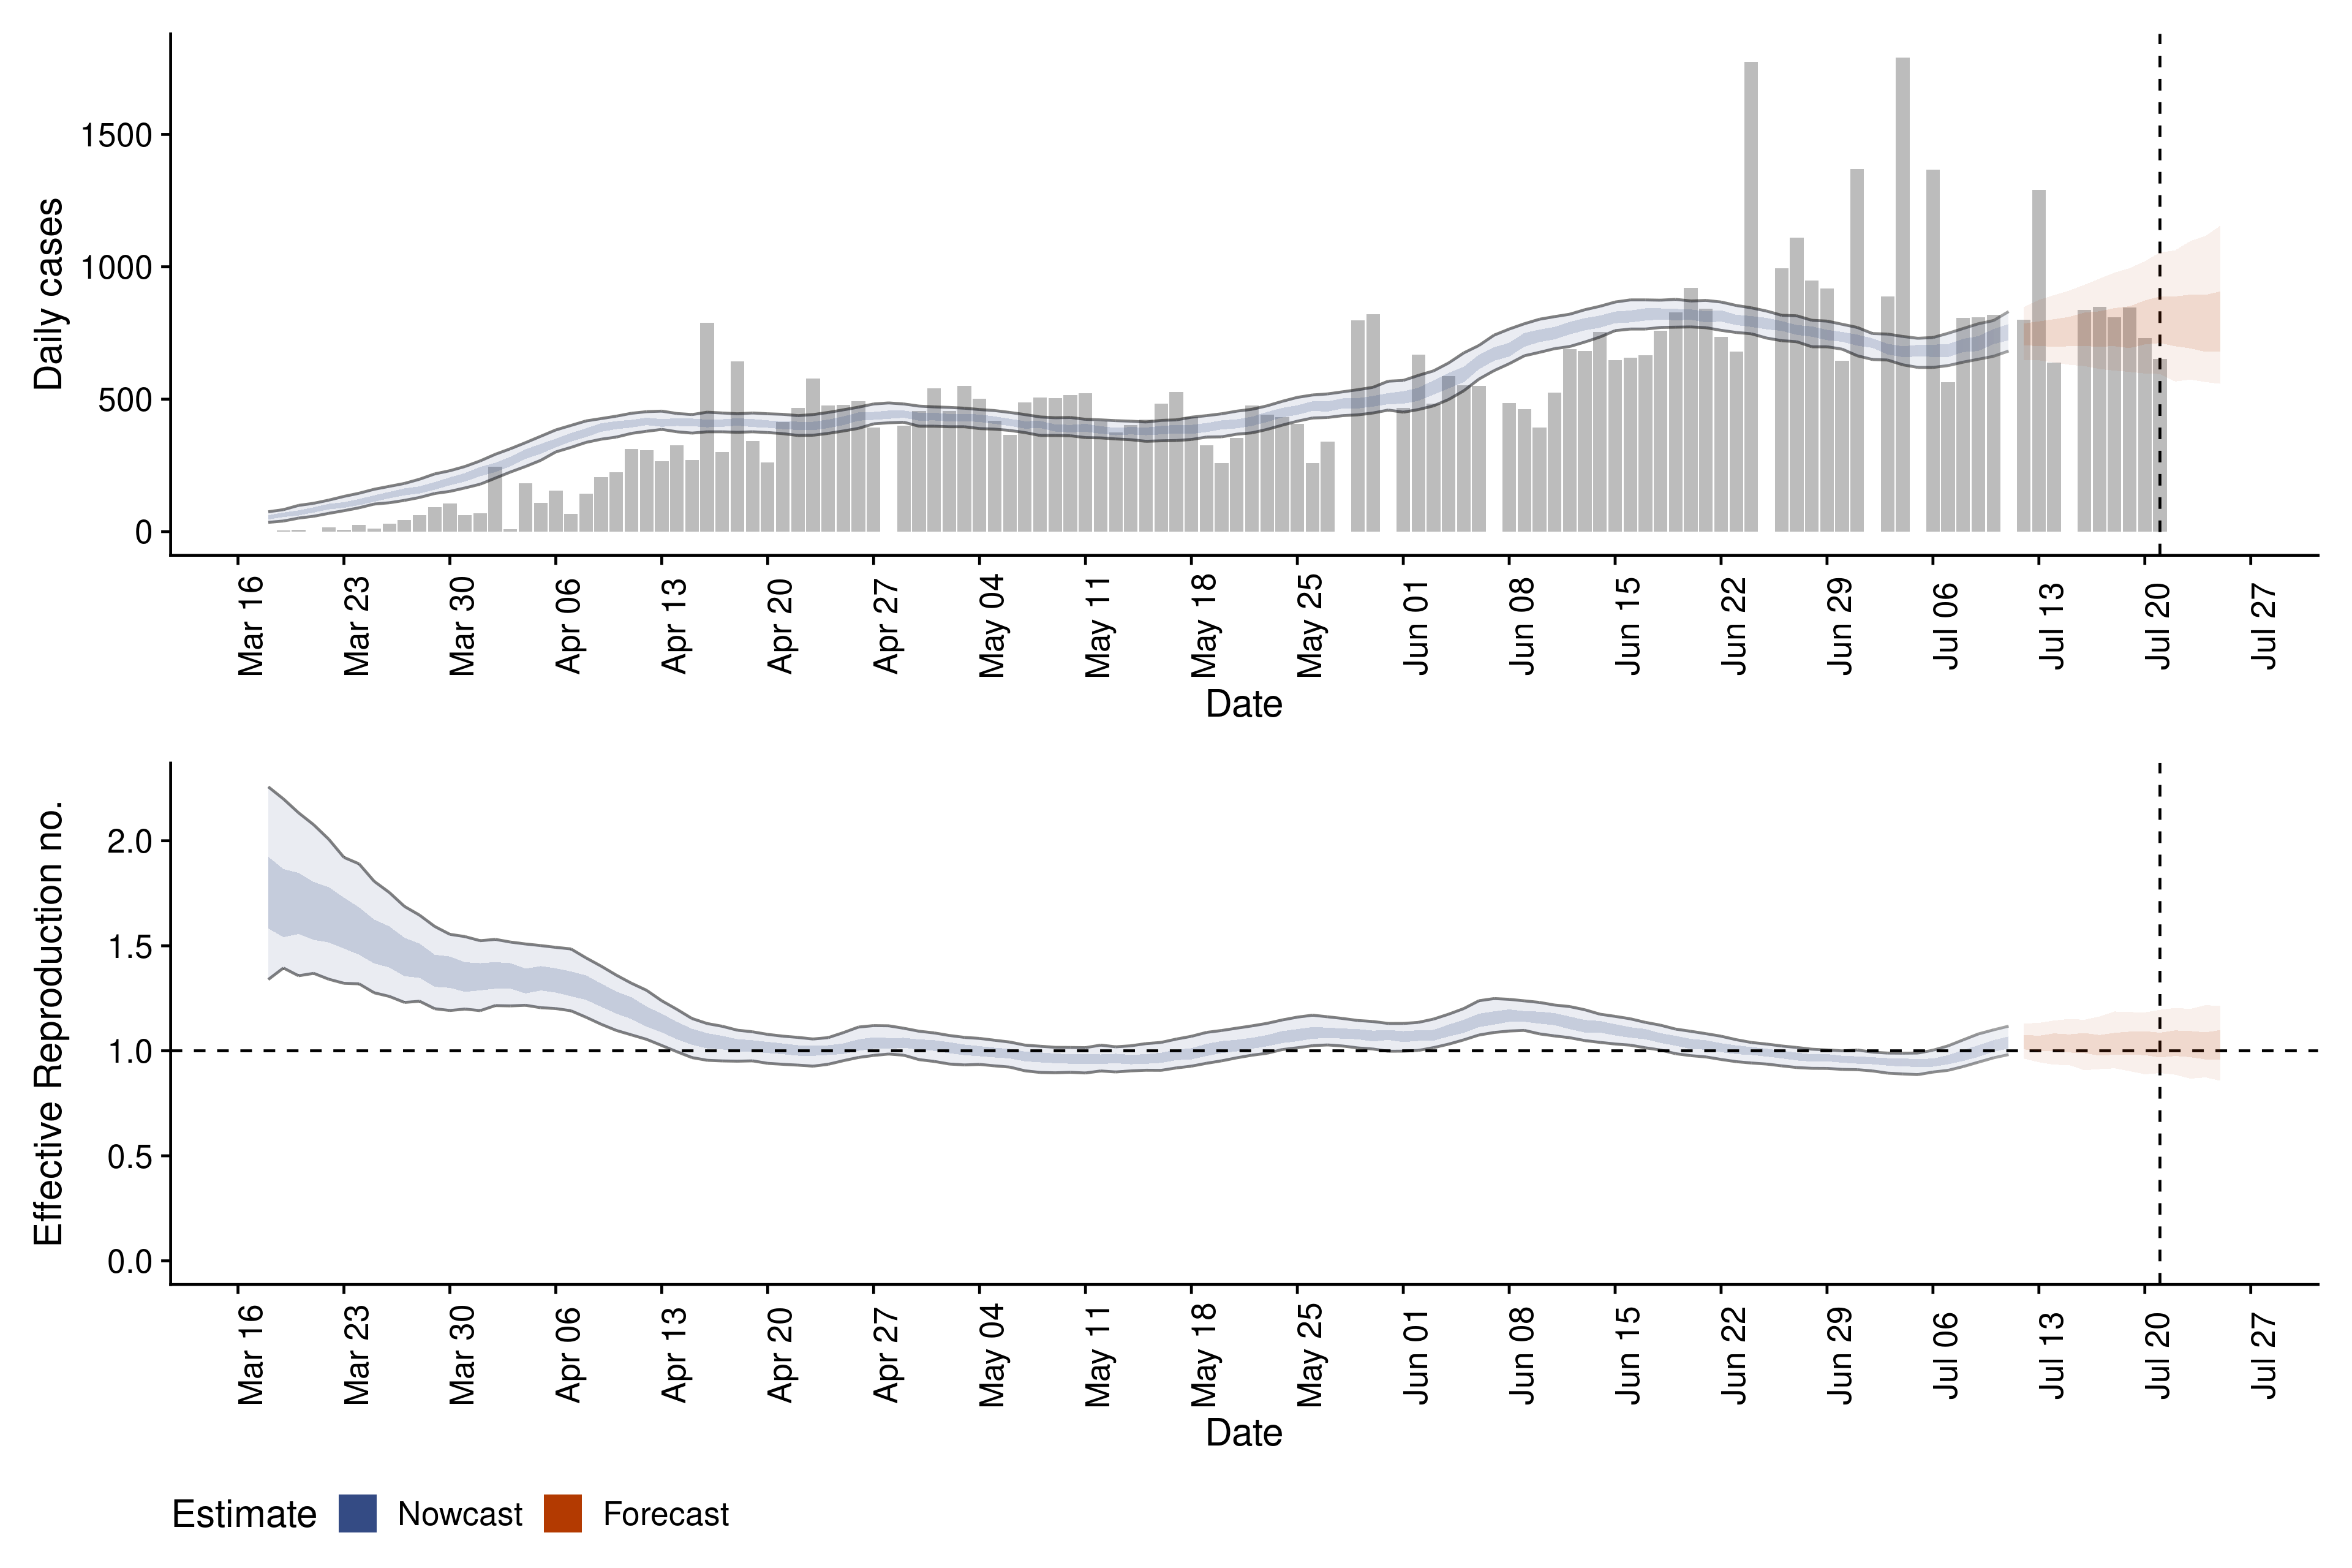 Daily cases
1500
1000
500
0
Mar 16
Mar 23
Mar 30
Apr 06
Apr 13
Apr 20
Apr 27
May 04
May 11
May 18
May 25
Jun 01
Jun 08
Jun 15
Jun 22
Jun 29
Jul 06
Jul 13
Jul 20
Jul 27
Date
Effective Reproduction no.
2.0
1.5
1.0
0.5
0.0
Mar 16
Mar 23
Mar 30
Apr 06
Apr 13
Apr 20
Apr 27
May 04
May 11
May 18
May 25
Jun 01
Jun 08
Jun 15
Jun 22
Jun 29
Jul 06
Jul 13
Jul 20
Jul 27
Date
Estimate Nowcast Forecast